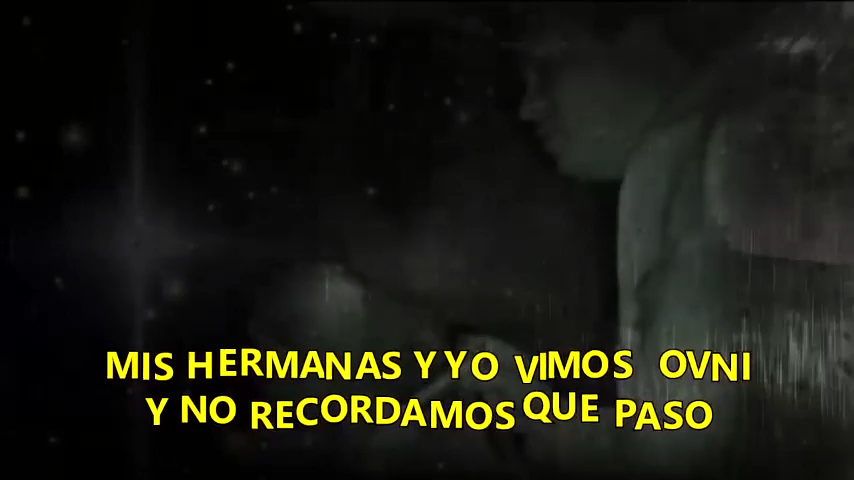 MIS HERMANAS Y YO VIMOS OVNI
Y NO RECORDAMOS QUE PASO